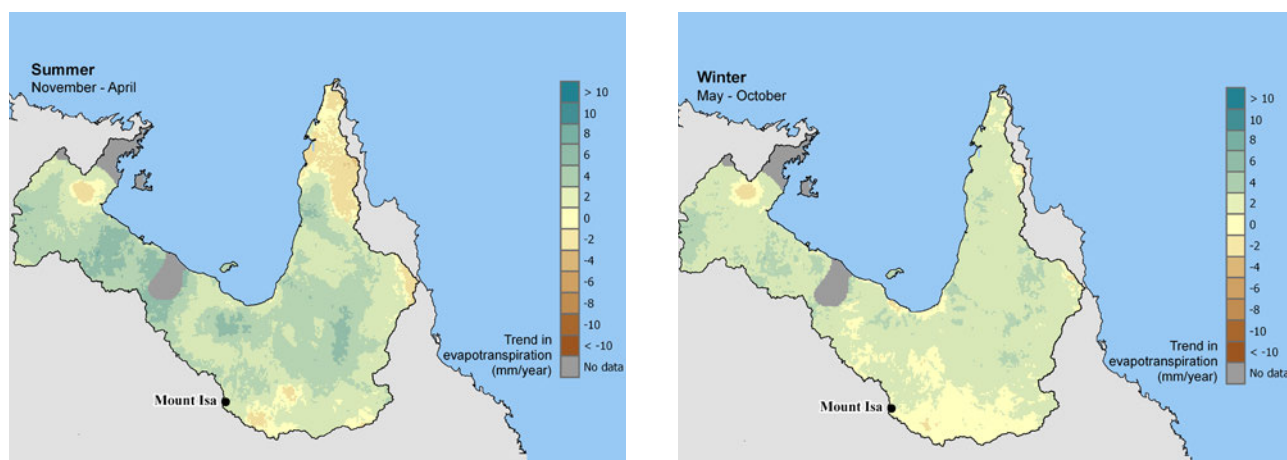 Summer
November - April
> 10
10
8
6
4
2
0
-2
-4
-6
-8
-10
< -10
No data
Trend in
evapotranspiration
(mm/year)
Mount Isa
Winter
May - October
> 10
10
8
6
4
2
0
-2
-4
-6
-8
-10
< -10
No data
Trend in
evapotranspiration
(mm/year)
Mount Isa